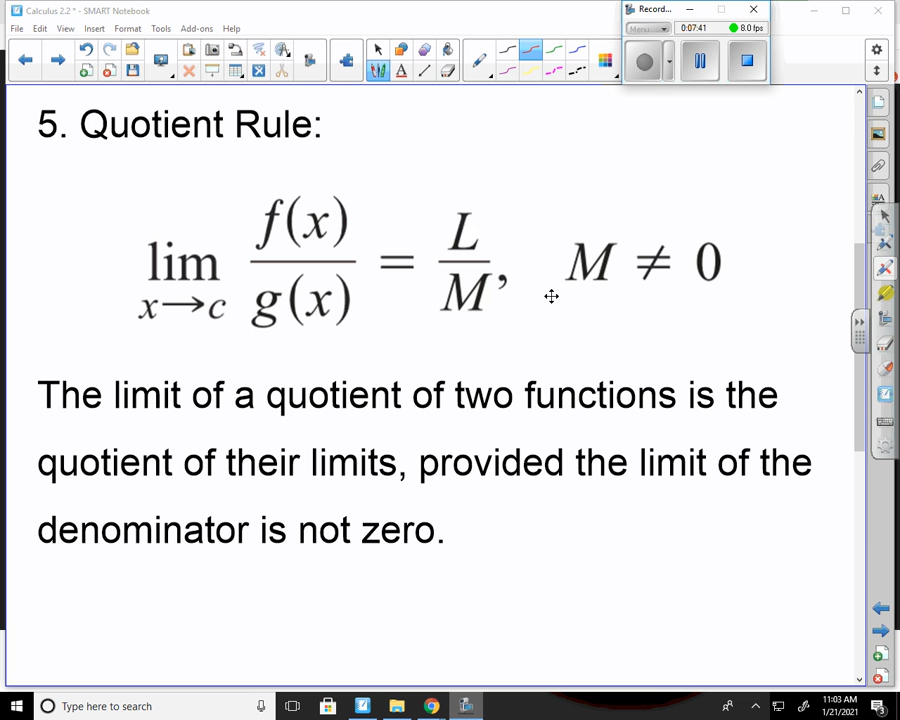 Calculus 2.2 * - SMART Notebook
Record...
File Edit View Insert Format Tools Add-ons Help
Menu
0:07:41
8.0 fps
5. Quotient Rule:
lim x→c f(x)/g(x) = L/M, M ≠ 0
The limit of a quotient of two functions is the
quotient of their limits, provided the limit of the
denominator is not zero.
Type here to search
11:03 AM
1/21/2021
3